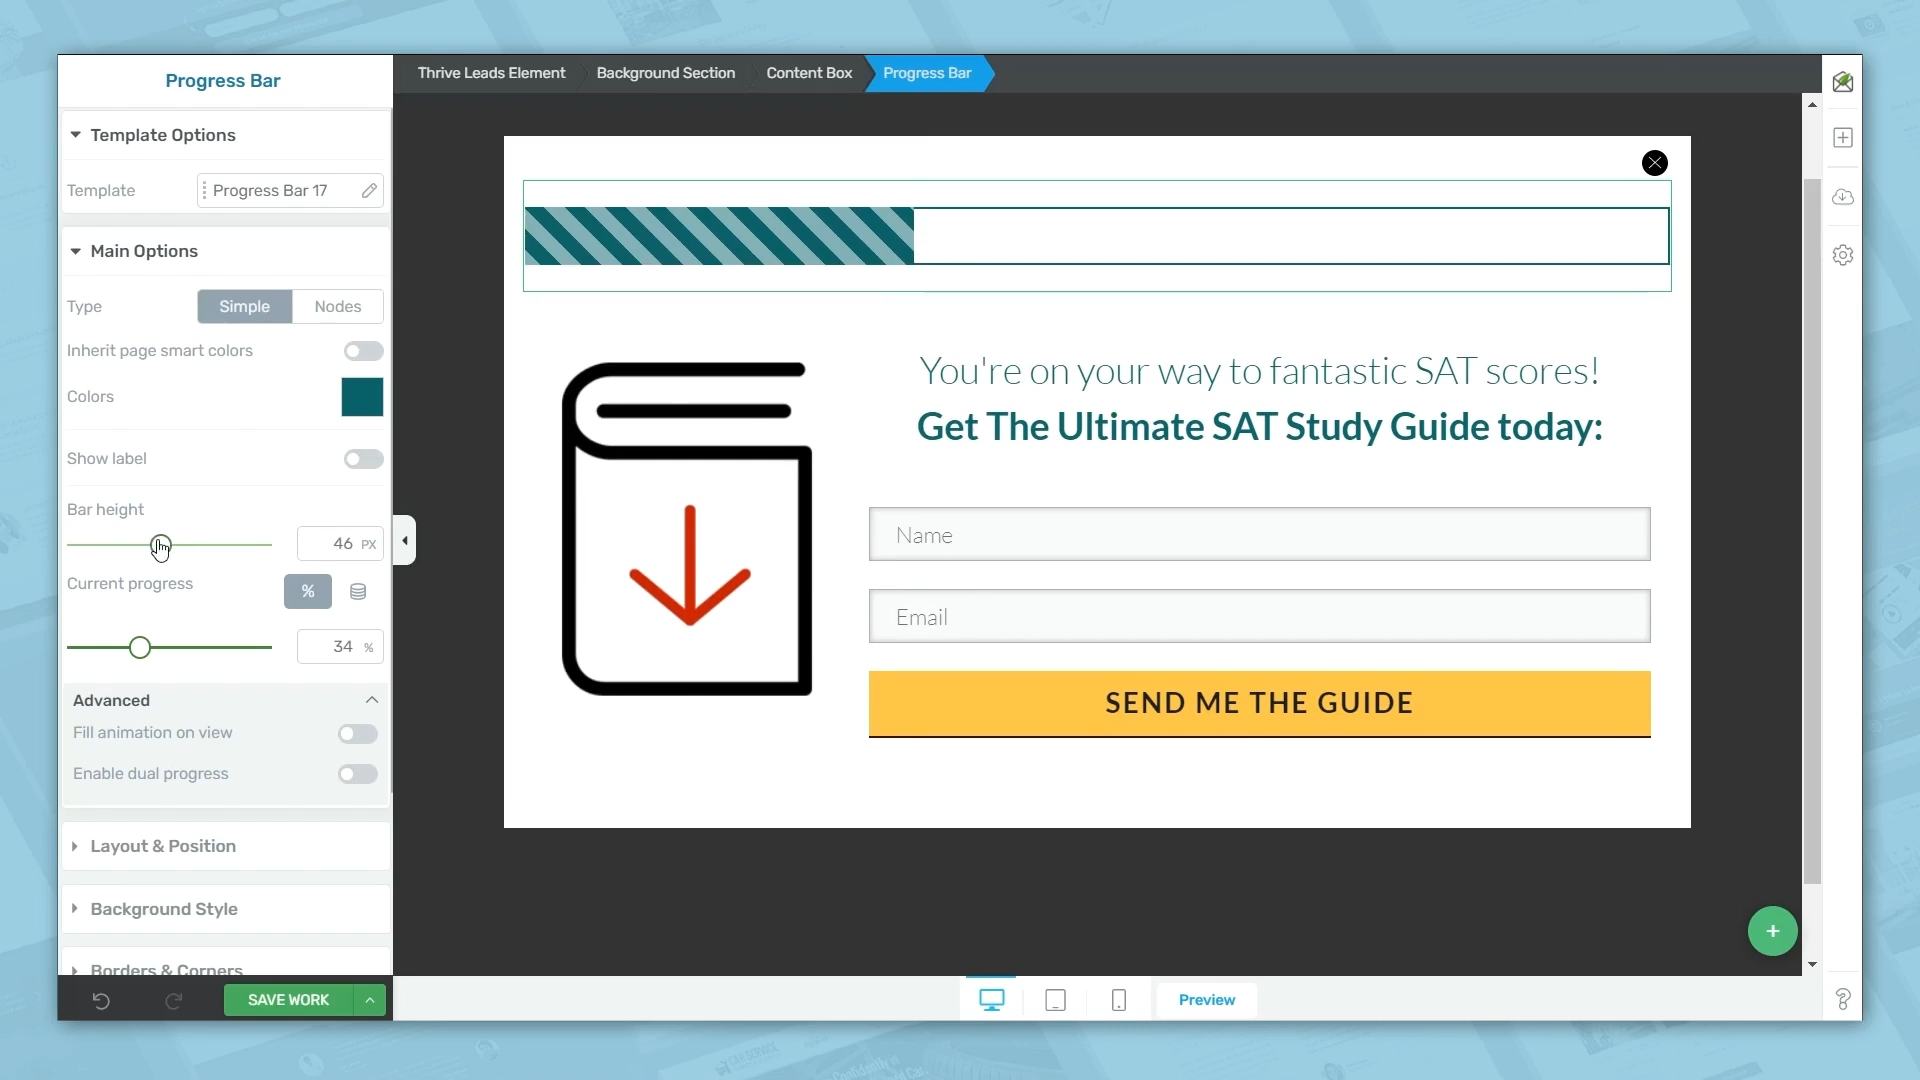 Progress Bar
Thrive Leads Element
Background Section
Content Box
Progress Bar
Template Options
Template
Progress Bar 17
Main Options
Type
Simple
Nodes
Inherit page smart colors
Colors
Show label
Bar height
46 PX
Current progress
%
34 %
Advanced
Fill animation on view
Enable dual progress
Layout & Position
Background Style
Borders & Corners
SAVE WORK
You're on your way to fantastic SAT scores!
Get The Ultimate SAT Study Guide today:
Name
Email
SEND ME THE GUIDE
+
Preview